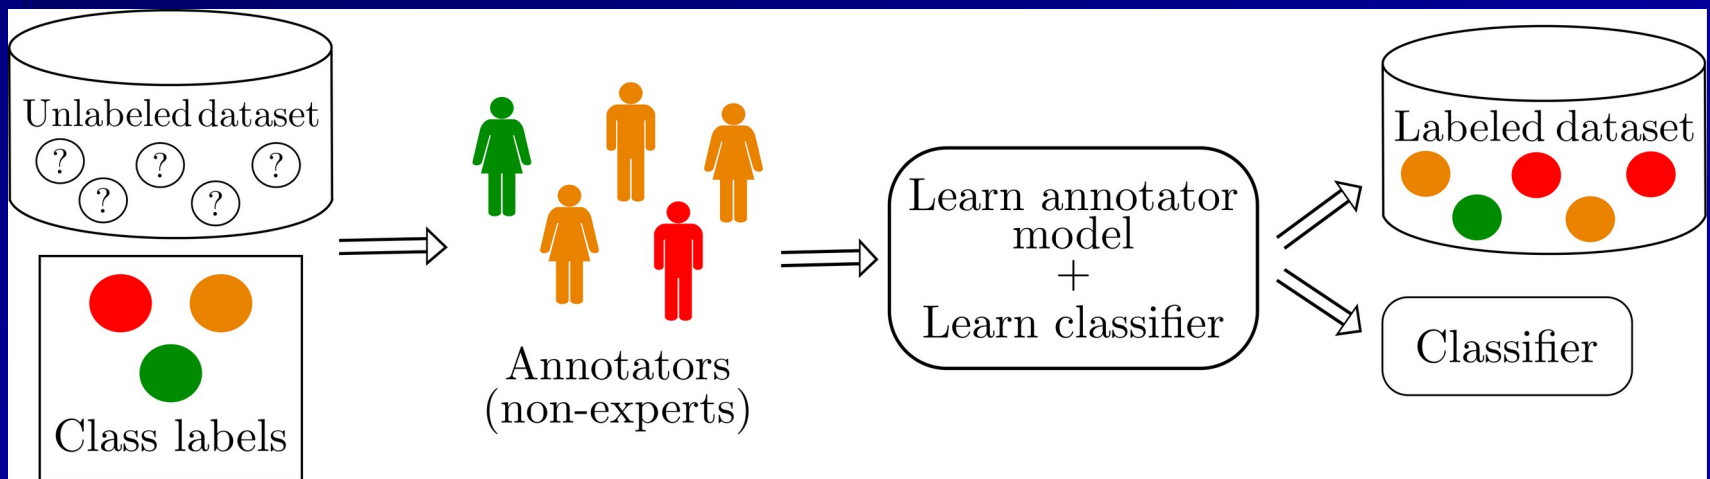 Unlabeled dataset
? ? ?
? ?
Class labels
Annotators
(non-experts)
Learn annotator
model
+
Learn classifier
Labeled dataset
Classifier